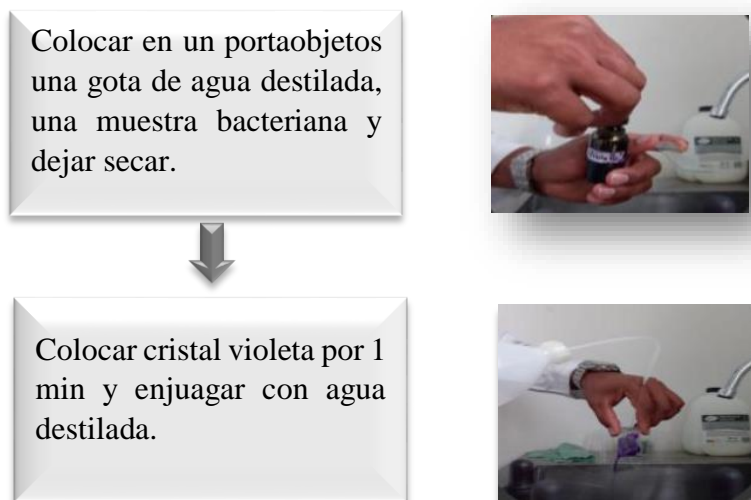 Colocar en un portaobjetos
una gota de agua destilada,
una muestra bacteriana y
dejar secar.
Colocar cristal violeta por 1
min y enjuagar con agua
destilada.